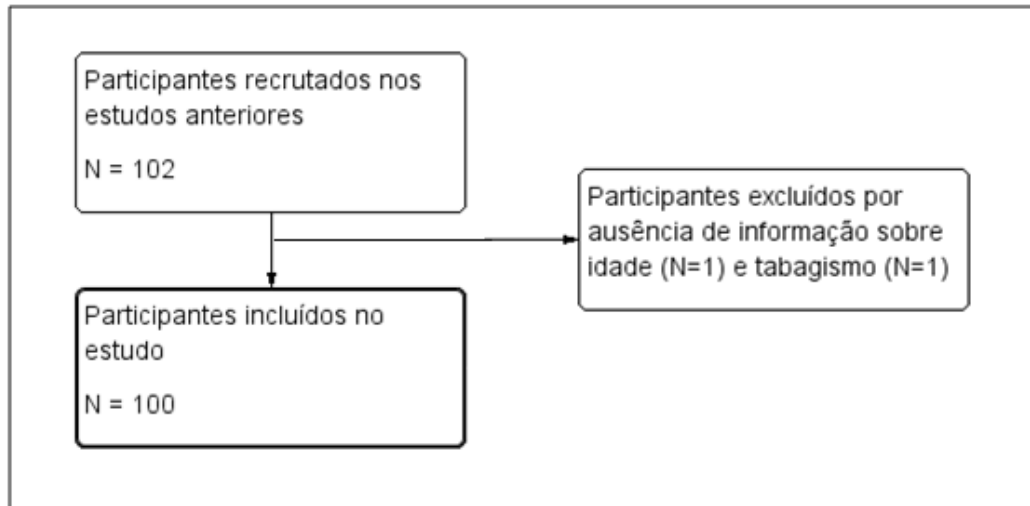 Participantes recrutados nos
estudos anteriores
N = 102
Participantes excluídos por
ausência de informação sobre
idade (N=1) e tabagismo (N=1)
Participantes incluídos no
estudo
N = 100